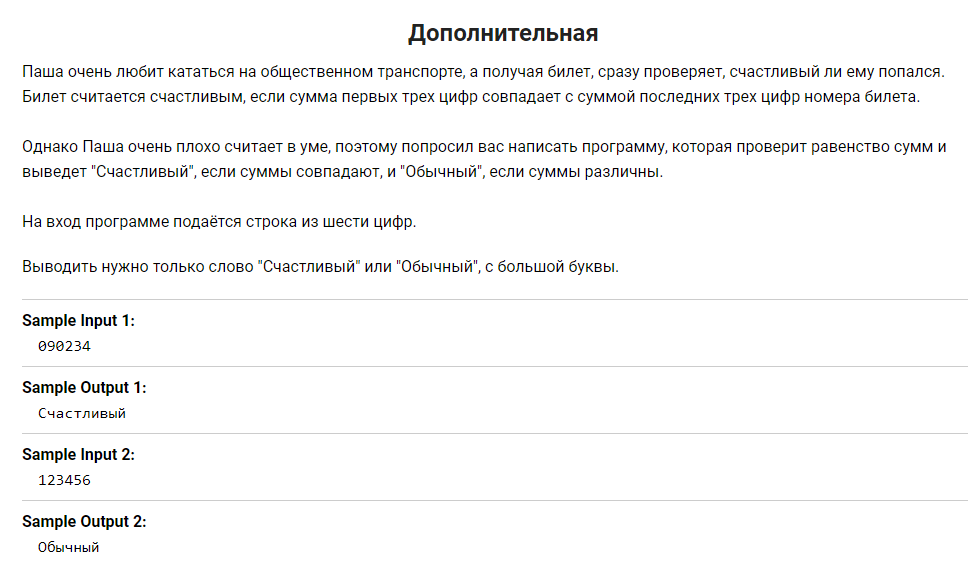 Дополнительная
Паша очень любит кататься на общественном транспорте, а получая билет, сразу проверяет, счастливый ли ему попался.
Билет считается счастливым, если сумма первых трех цифр совпадает с суммой последних трех цифр номера билета.
Однако Паша очень плохо считает в уме, поэтому попросил вас написать программу, которая проверит равенство сумм и
выведет "Счастливый", если суммы совпадают, и "Обычный", если суммы различны.
На вход программе подаётся строка из шести цифр.
Выводить нужно только слово "Счастливый" или "Обычный", с большой буквы.
Sample Input 1:
090234
Sample Output 1:
Счастливый
Sample Input 2:
123456
Sample Output 2:
Обычный